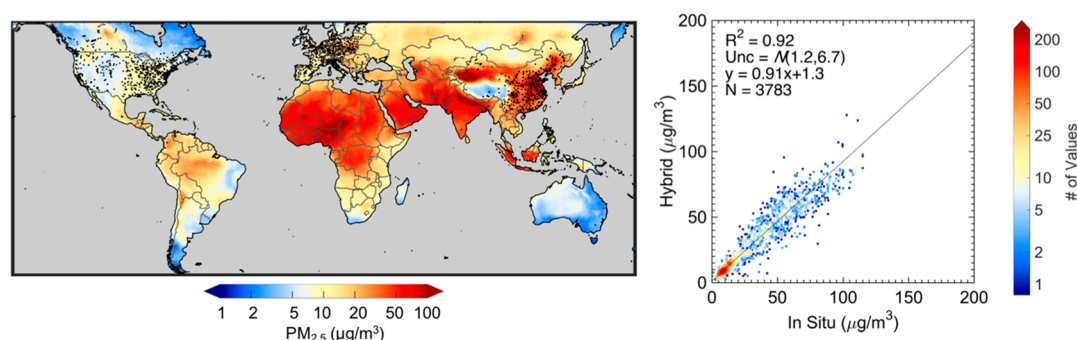 1 2 5 10 20 50 100
PM2.5 (µg/m³)
200
150
100
50
0
Hybrid (µg/m³)
R² = 0.92
Unc = N(1.2,6.7)
y = 0.91x+1.3
N = 3783
0 50 100 150 200
In Situ (µg/m³)
200
100
50
25
10
5
2
1
# of Values